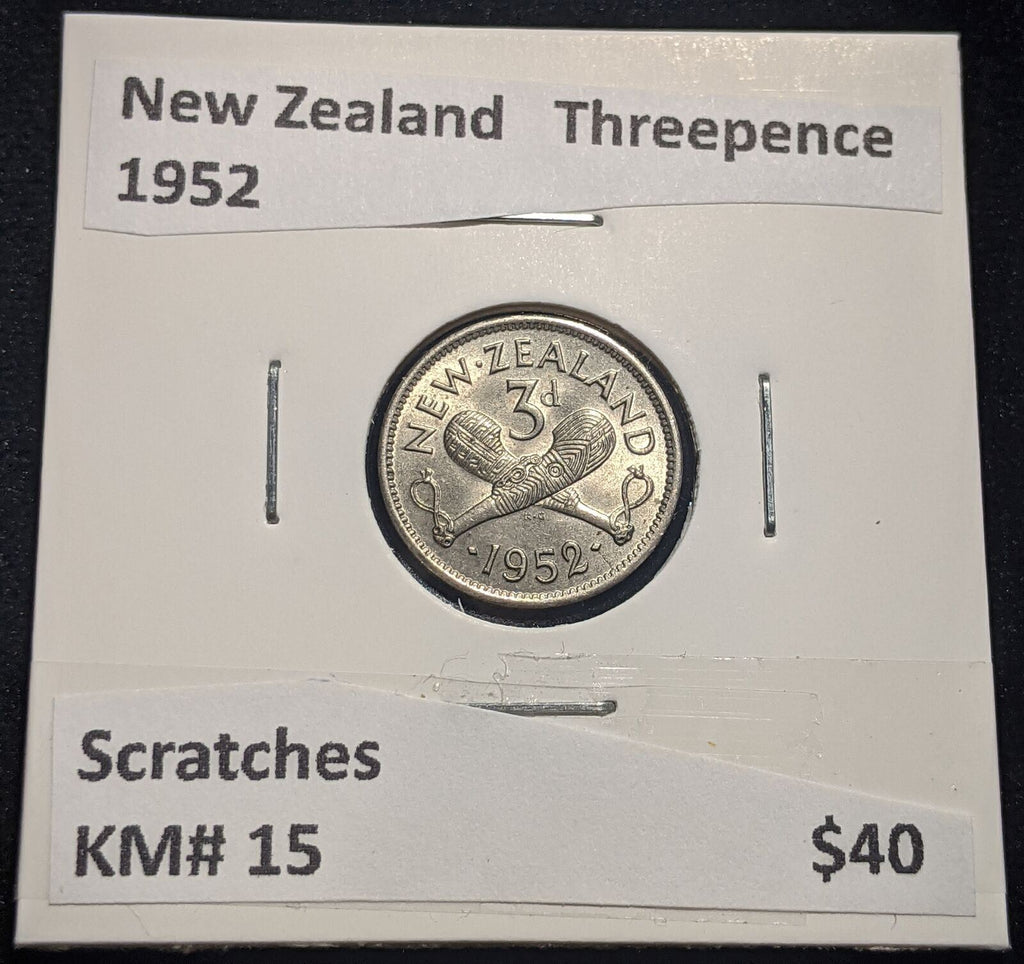 New Zealand Threepence
1952
NEW·ZEALAND
3d
·1952·
Scratches
KM# 15
$40